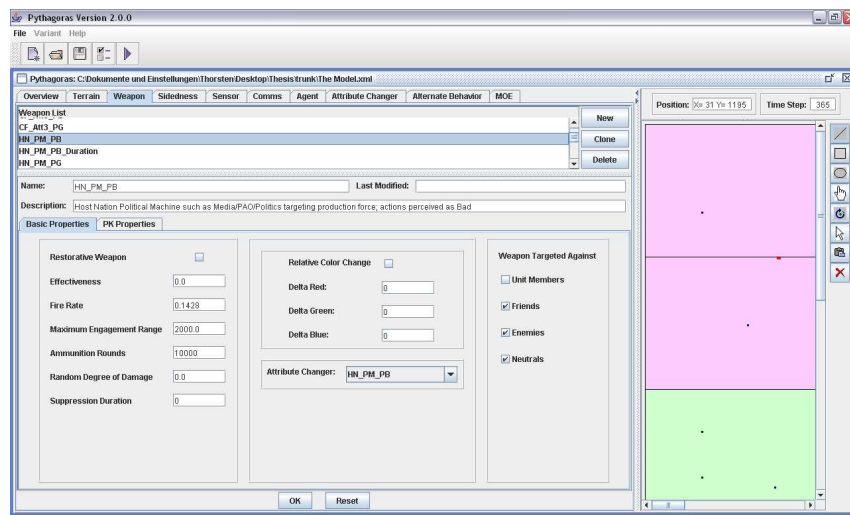 Pythagoras Version 2.0.0
File Variant Help
Pythagoras: C:\Dokumente und Einstellungen\Thorsten\Desktop\Thesis\trunk\The Model.xml
Overview Terrain Weapon Sidedness Sensor Comms Agent Attribute Changer Alternate Behavior MOE
Weapon List
CF_Att3_PG
HN_PM_PB
HN_PM_PB_Duration
HN_PM_PG
New
Clone
Delete
Name: HN_PM_PB Last Modified:
Description: Host Nation Political Machine such as Media/PAO/Politics targeting production force; actions perceived as Bad
Basic Properties PK Properties
Restorative Weapon
Effectiveness 0.0
Fire Rate 0.1428
Maximum Engagement Range 2000.0
Ammunition Rounds 10000
Random Degree of Damage 0.0
Suppression Duration 0
Relative Color Change
Delta Red: 0
Delta Green: 0
Delta Blue: 0
Attribute Changer: HN_PM_PB
Weapon Targeted Against
Unit Members
Friends
Enemies
Neutrals
OK Reset
Position: X= 31 Y= 1195 Time Step: 365